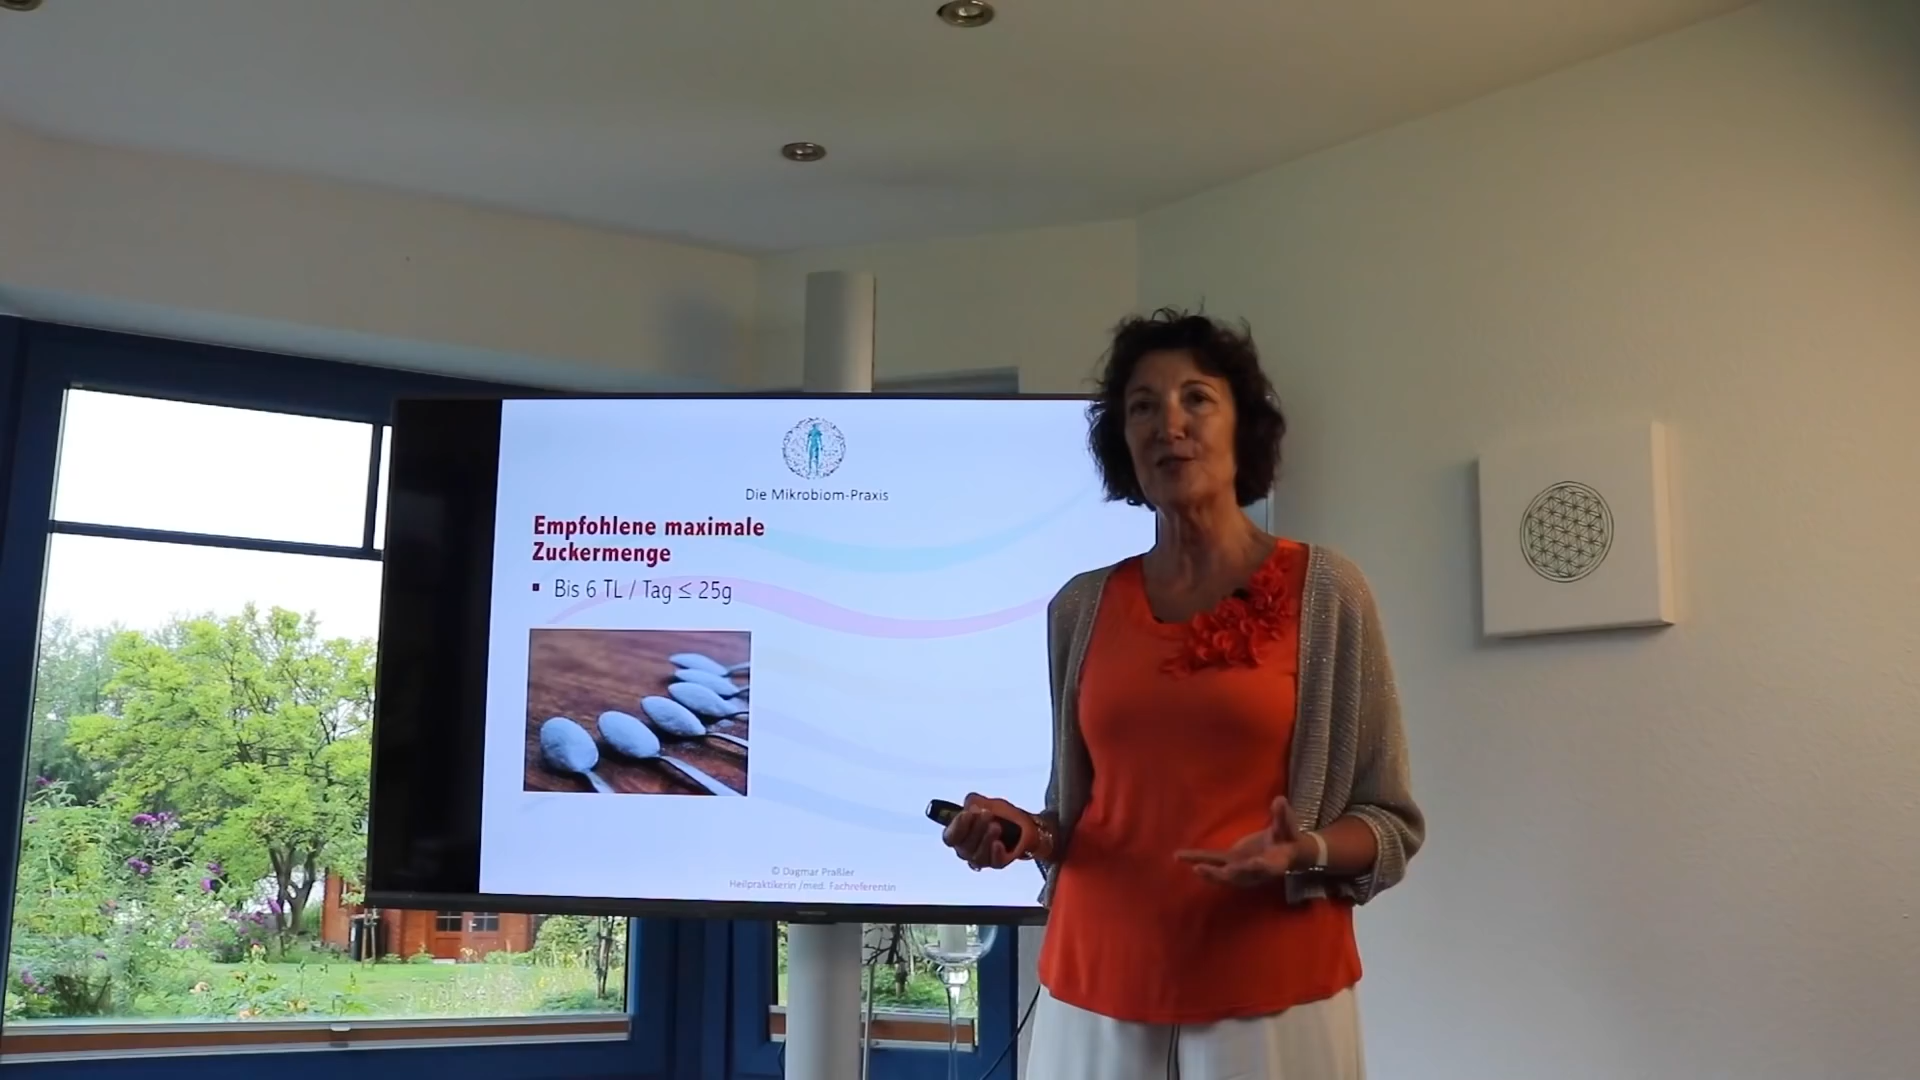 Die Mikrobiom-Praxis
Empfohlene maximale
Zuckermenge
▪ Bis 6 TL / Tag ≤ 25g
© Dagmar Praßler
Heilpraktikerin /med. Fachreferentin